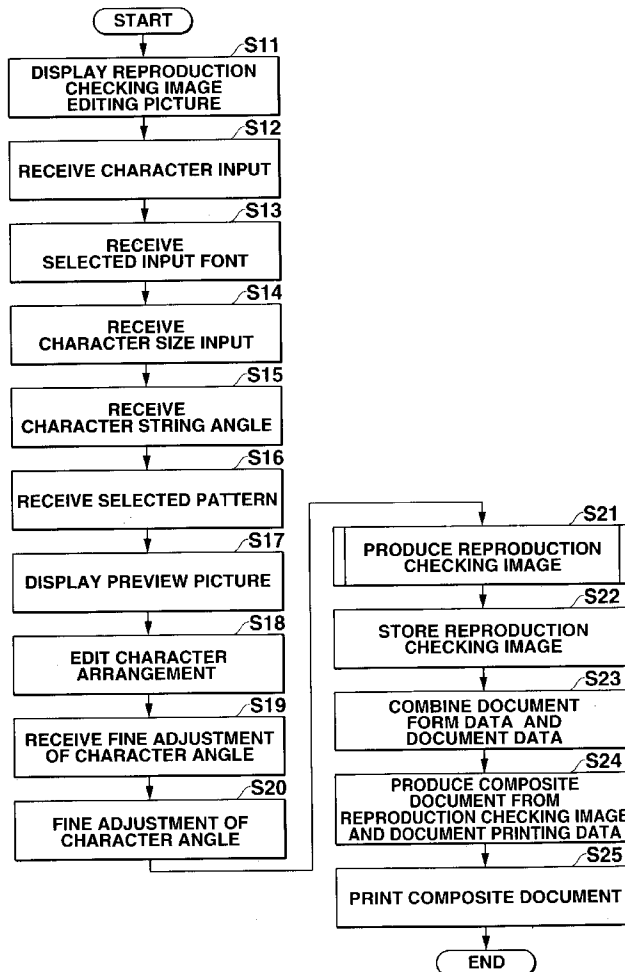 START
S11
DISPLAY REPRODUCTION
CHECKING IMAGE
EDITING PICTURE
S12
RECEIVE CHARACTER INPUT
S13
RECEIVE
SELECTED INPUT FONT
S14
RECEIVE
CHARACTER SIZE INPUT
S15
RECEIVE
CHARACTER STRING ANGLE
S16
RECEIVE SELECTED PATTERN
S17
DISPLAY PREVIEW PICTURE
S18
EDIT CHARACTER
ARRANGEMENT
S19
RECEIVE FINE ADJUSTMENT
OF CHARACTER ANGLE
S20
FINE ADJUSTMENT OF
CHARACTER ANGLE
S21
PRODUCE REPRODUCTION
CHECKING IMAGE
S22
STORE REPRODUCTION
CHECKING IMAGE
S23
COMBINE DOCUMENT
FORM DATA AND
DOCUMENT DATA
S24
PRODUCE COMPOSITE
DOCUMENT FROM
REPRODUCTION CHECKING IMAGE
AND DOCUMENT PRINTING DATA
S25
PRINT COMPOSITE DOCUMENT
END